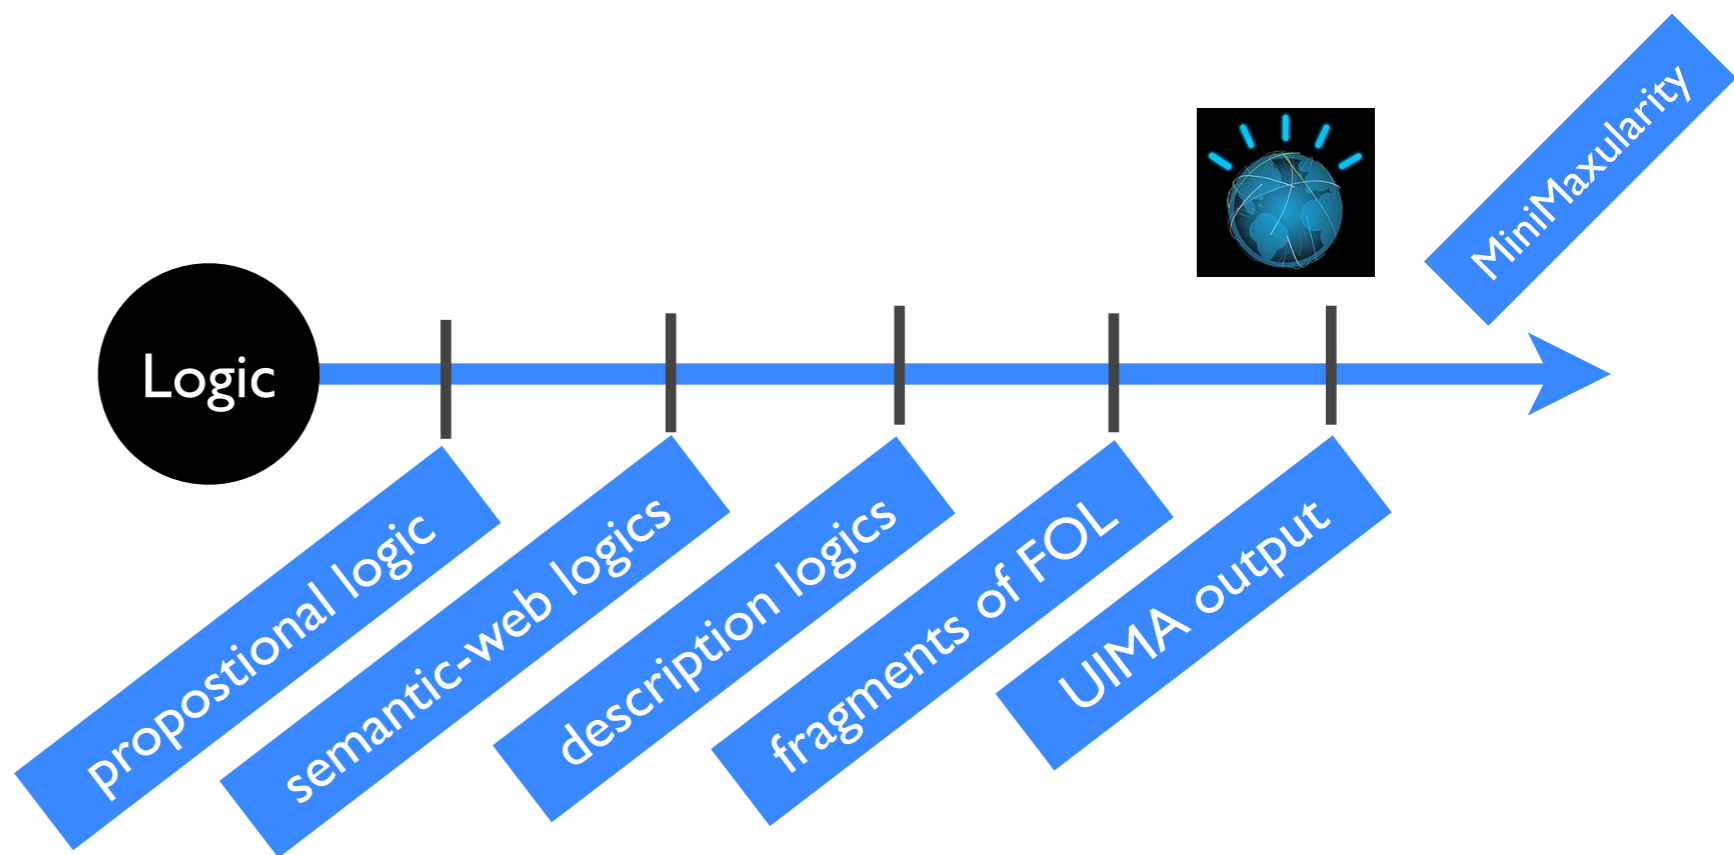 Logic
propostional logic
semantic-web logics
description logics
fragments of FOL
UIMA output
MiniMaxularity